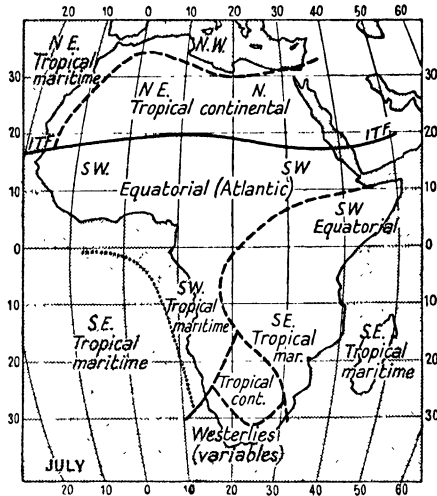 20 10 0 10 20 30 40 50 60
N.E.
Tropical
maritime
N.W.
30
30
N.E.
N.
Tropical continental
20
20
ITF
ITF.
S.W.
SW
10
10
Equatorial (Atlantic)
SW
Equatorial
0
0
S.E.
Tropical
maritime
S.W.
Tropical
maritime
S.E.
Tropical
mar.
S.E.
Tropical
maritime
10
10
20
20
Tropical
cont.
30
30
Westerlies
(variables)
JULY
20 10 0 10 20 30 40 50 60